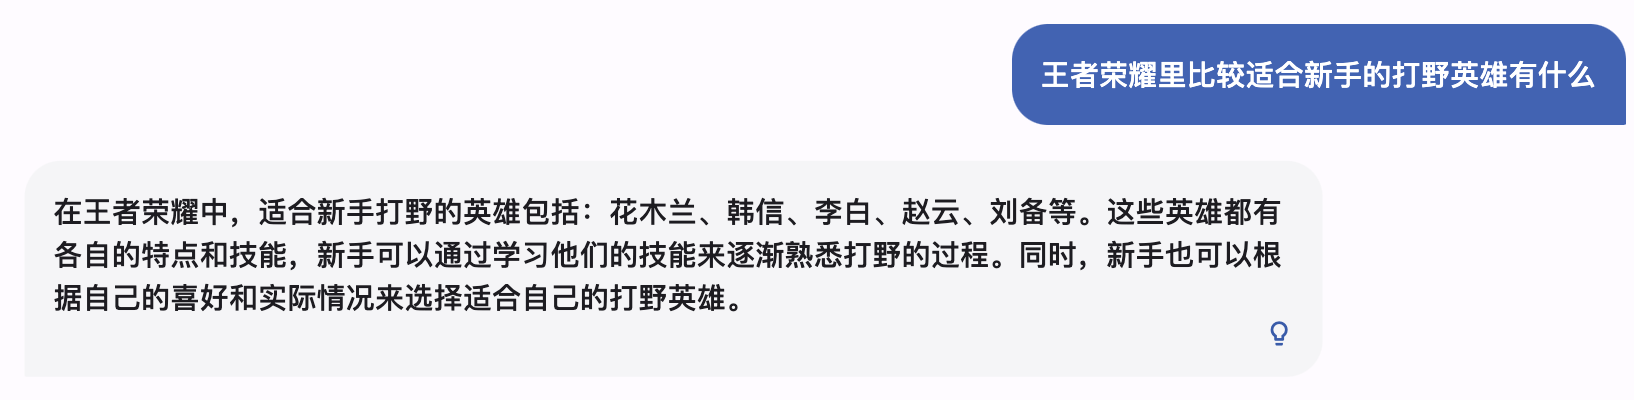 王者荣耀里比较适合新手的打野英雄有什么
在王者荣耀中，适合新手打野的英雄包括：花木兰、韩信、李白、赵云、刘备等。这些英雄都有
各自的特点和技能，新手可以通过学习他们的技能来逐渐熟悉打野的过程。同时，新手也可以根
据自己的喜好和实际情况来选择适合自己的打野英雄。